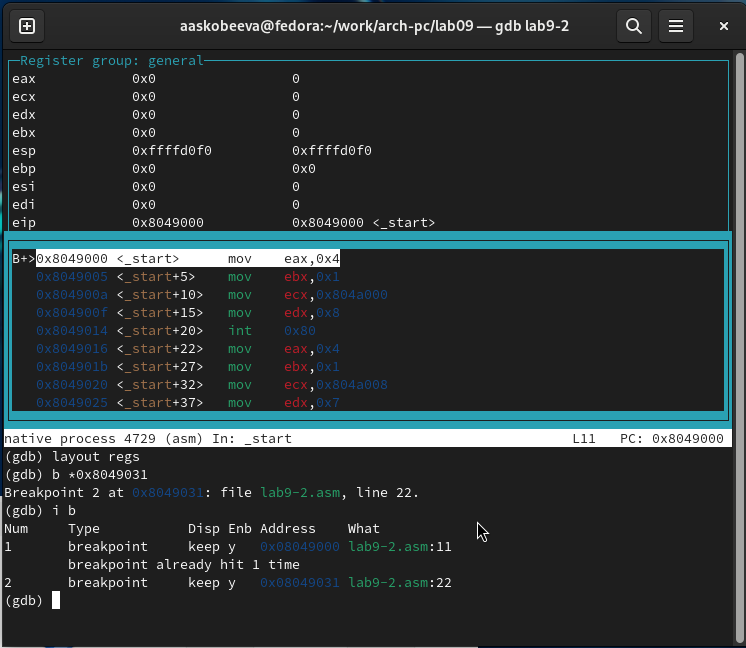 aaskobeeva@fedora:~/work/arch-pc/lab09 — gdb lab9-2
Register group: general
eax 0x0 0
ecx 0x0 0
edx 0x0 0
ebx 0x0 0
esp 0xffffd0f0 0xffffd0f0
ebp 0x0 0x0
esi 0x0 0
edi 0x0 0
eip 0x8049000 0x8049000 <_start>
B+>0x8049000 <_start> mov eax,0x4
0x8049005 <_start+5> mov ebx,0x1
0x804900a <_start+10> mov ecx,0x804a000
0x804900f <_start+15> mov edx,0x8
0x8049014 <_start+20> int 0x80
0x8049016 <_start+22> mov eax,0x4
0x804901b <_start+27> mov ebx,0x1
0x8049020 <_start+32> mov ecx,0x804a008
0x8049025 <_start+37> mov edx,0x7
native process 4729 (asm) In: _start L11 PC: 0x8049000
(gdb) layout regs
(gdb) b *0x8049031
Breakpoint 2 at 0x8049031: file lab9-2.asm, line 22.
(gdb) i b
Num Type Disp Enb Address What
1 breakpoint keep y 0x08049000 lab9-2.asm:11
breakpoint already hit 1 time
2 breakpoint keep y 0x08049031 lab9-2.asm:22
(gdb)